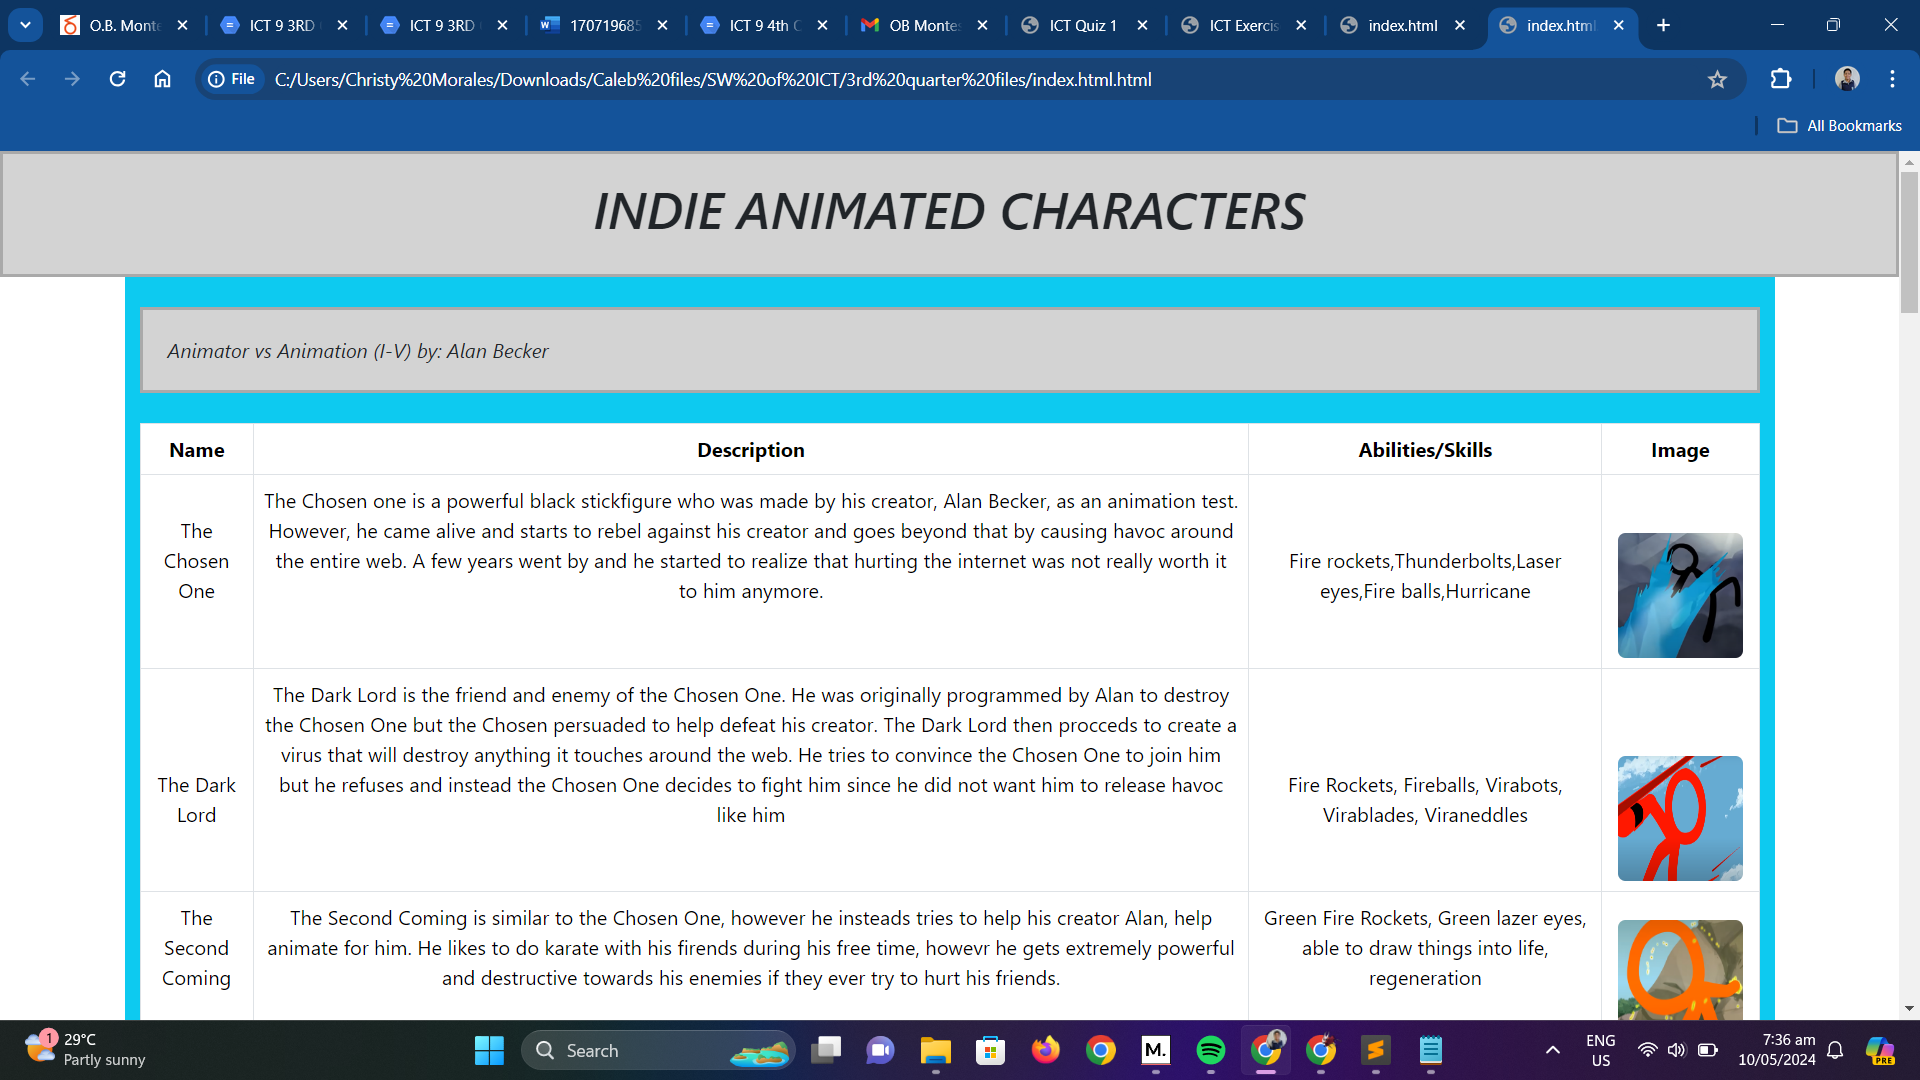 O.B. Monte
ICT 9 3RD
ICT 9 3RD
170719685
ICT 9 4th
OB Monte
ICT Quiz 1
ICT Exercis
index.html
index.html
File
C:/Users/Christy%20Morales/Downloads/Caleb%20files/SW%20of%20ICT/3rd%20quarter%20files/index.html.html
All Bookmarks
INDIE ANIMATED CHARACTERS
Animator vs Animation (I-V) by: Alan Becker
Name Description Abilities/Skills Image
The
Chosen
One
The Chosen one is a powerful black stickfigure who was made by his creator, Alan Becker, as an animation test.
However, he came alive and starts to rebel against his creator and goes beyond that by causing havoc around
the entire web. A few years went by and he started to realize that hurting the internet was not really worth it
to him anymore.
Fire rockets,Thunderbolts,Laser
eyes,Fire balls,Hurricane
The Dark
Lord
The Dark Lord is the friend and enemy of the Chosen One. He was originally programmed by Alan to destroy
the Chosen One but the Chosen persuaded to help defeat his creator. The Dark Lord then procceds to create a
virus that will destroy anything it touches around the web. He tries to convince the Chosen One to join him
but he refuses and instead the Chosen One decides to fight him since he did not want him to release havoc
like him
Fire Rockets, Fireballs, Virabots,
Virablades, Viraneddles
The
Second
Coming
The Second Coming is similar to the Chosen One, however he insteads tries to help his creator Alan, help
animate for him. He likes to do karate with his firends during his free time, howevr he gets extremely powerful
and destructive towards his enemies if they ever try to hurt his friends.
Green Fire Rockets, Green lazer eyes,
able to draw things into life,
regeneration
1
29°C
Partly sunny
Search
M.
ENG
US
7:36 am
10/05/2024
PRE